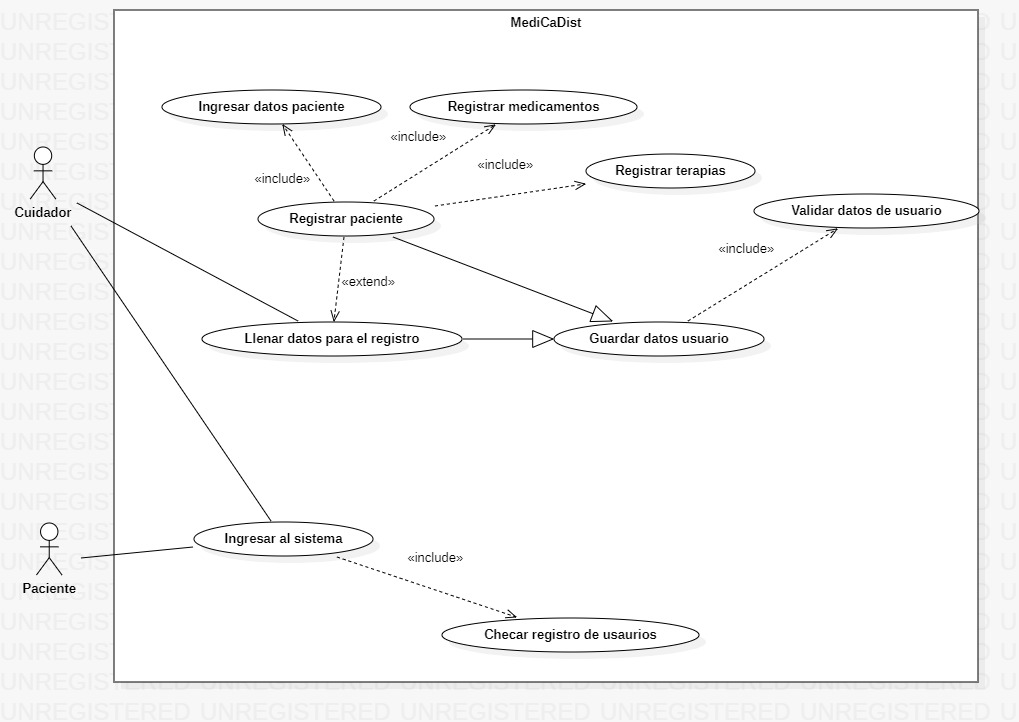 MediCaDist
Ingresar datos paciente
Registrar medicamentos
«include»
«include»
Registrar terapias
«include»
Cuidador
Registrar paciente
Validar datos de usuario
«include»
«extend»
Llenar datos para el registro
Guardar datos usuario
Ingresar al sistema
«include»
Paciente
Checar registro de usaurios
UNREGISTERED UNREGISTERED UNREGISTERED UNREGISTERED UNREGISTERED